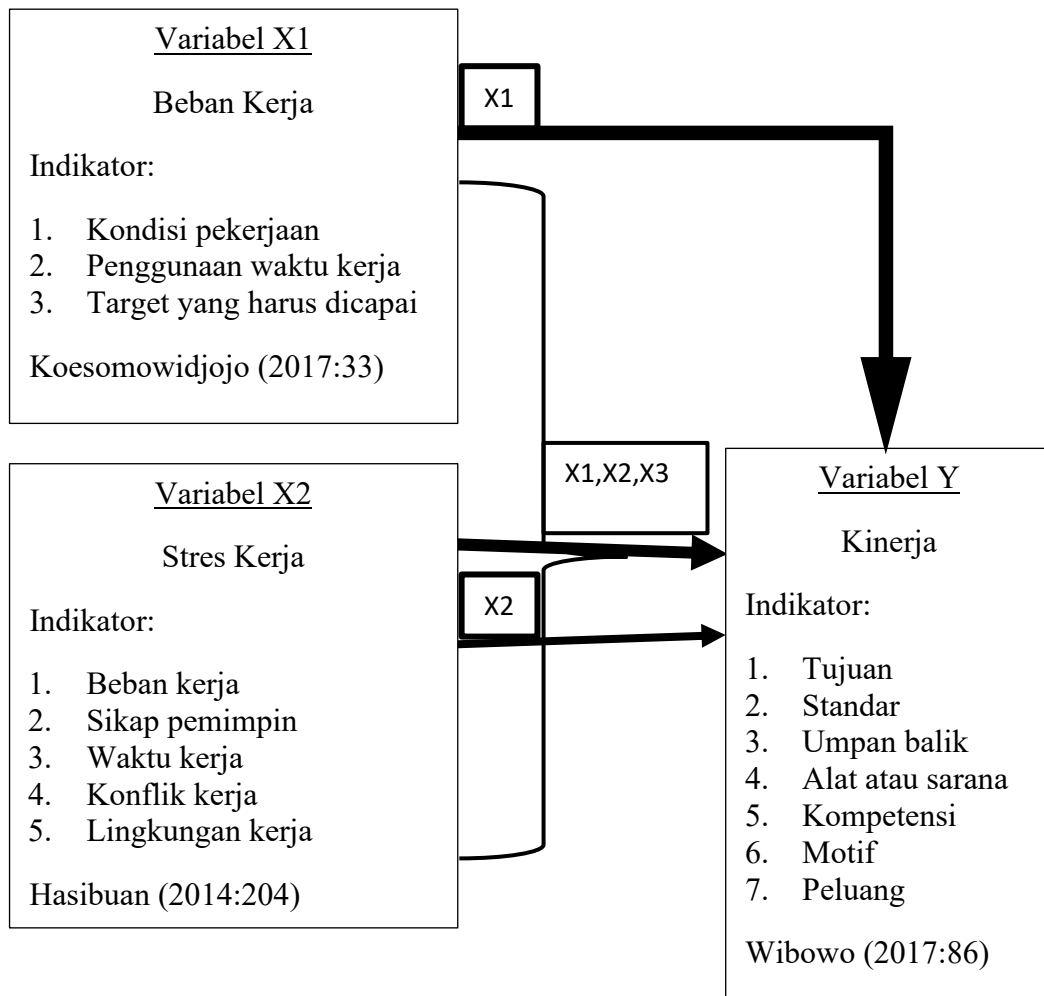 Variabel X1
Beban Kerja
Indikator:
1. Kondisi pekerjaan
2. Penggunaan waktu kerja
3. Target yang harus dicapai
Koesomowidjojo (2017:33)
X1
X1,X2,X3
Variabel X2
Stres Kerja
Indikator:
1. Beban kerja
2. Sikap pemimpin
3. Waktu kerja
4. Konflik kerja
5. Lingkungan kerja
Hasibuan (2014:204)
X2
Variabel Y
Kinerja
Indikator:
1. Tujuan
2. Standar
3. Umpan balik
4. Alat atau sarana
5. Kompetensi
6. Motif
7. Peluang
Wibowo (2017:86)